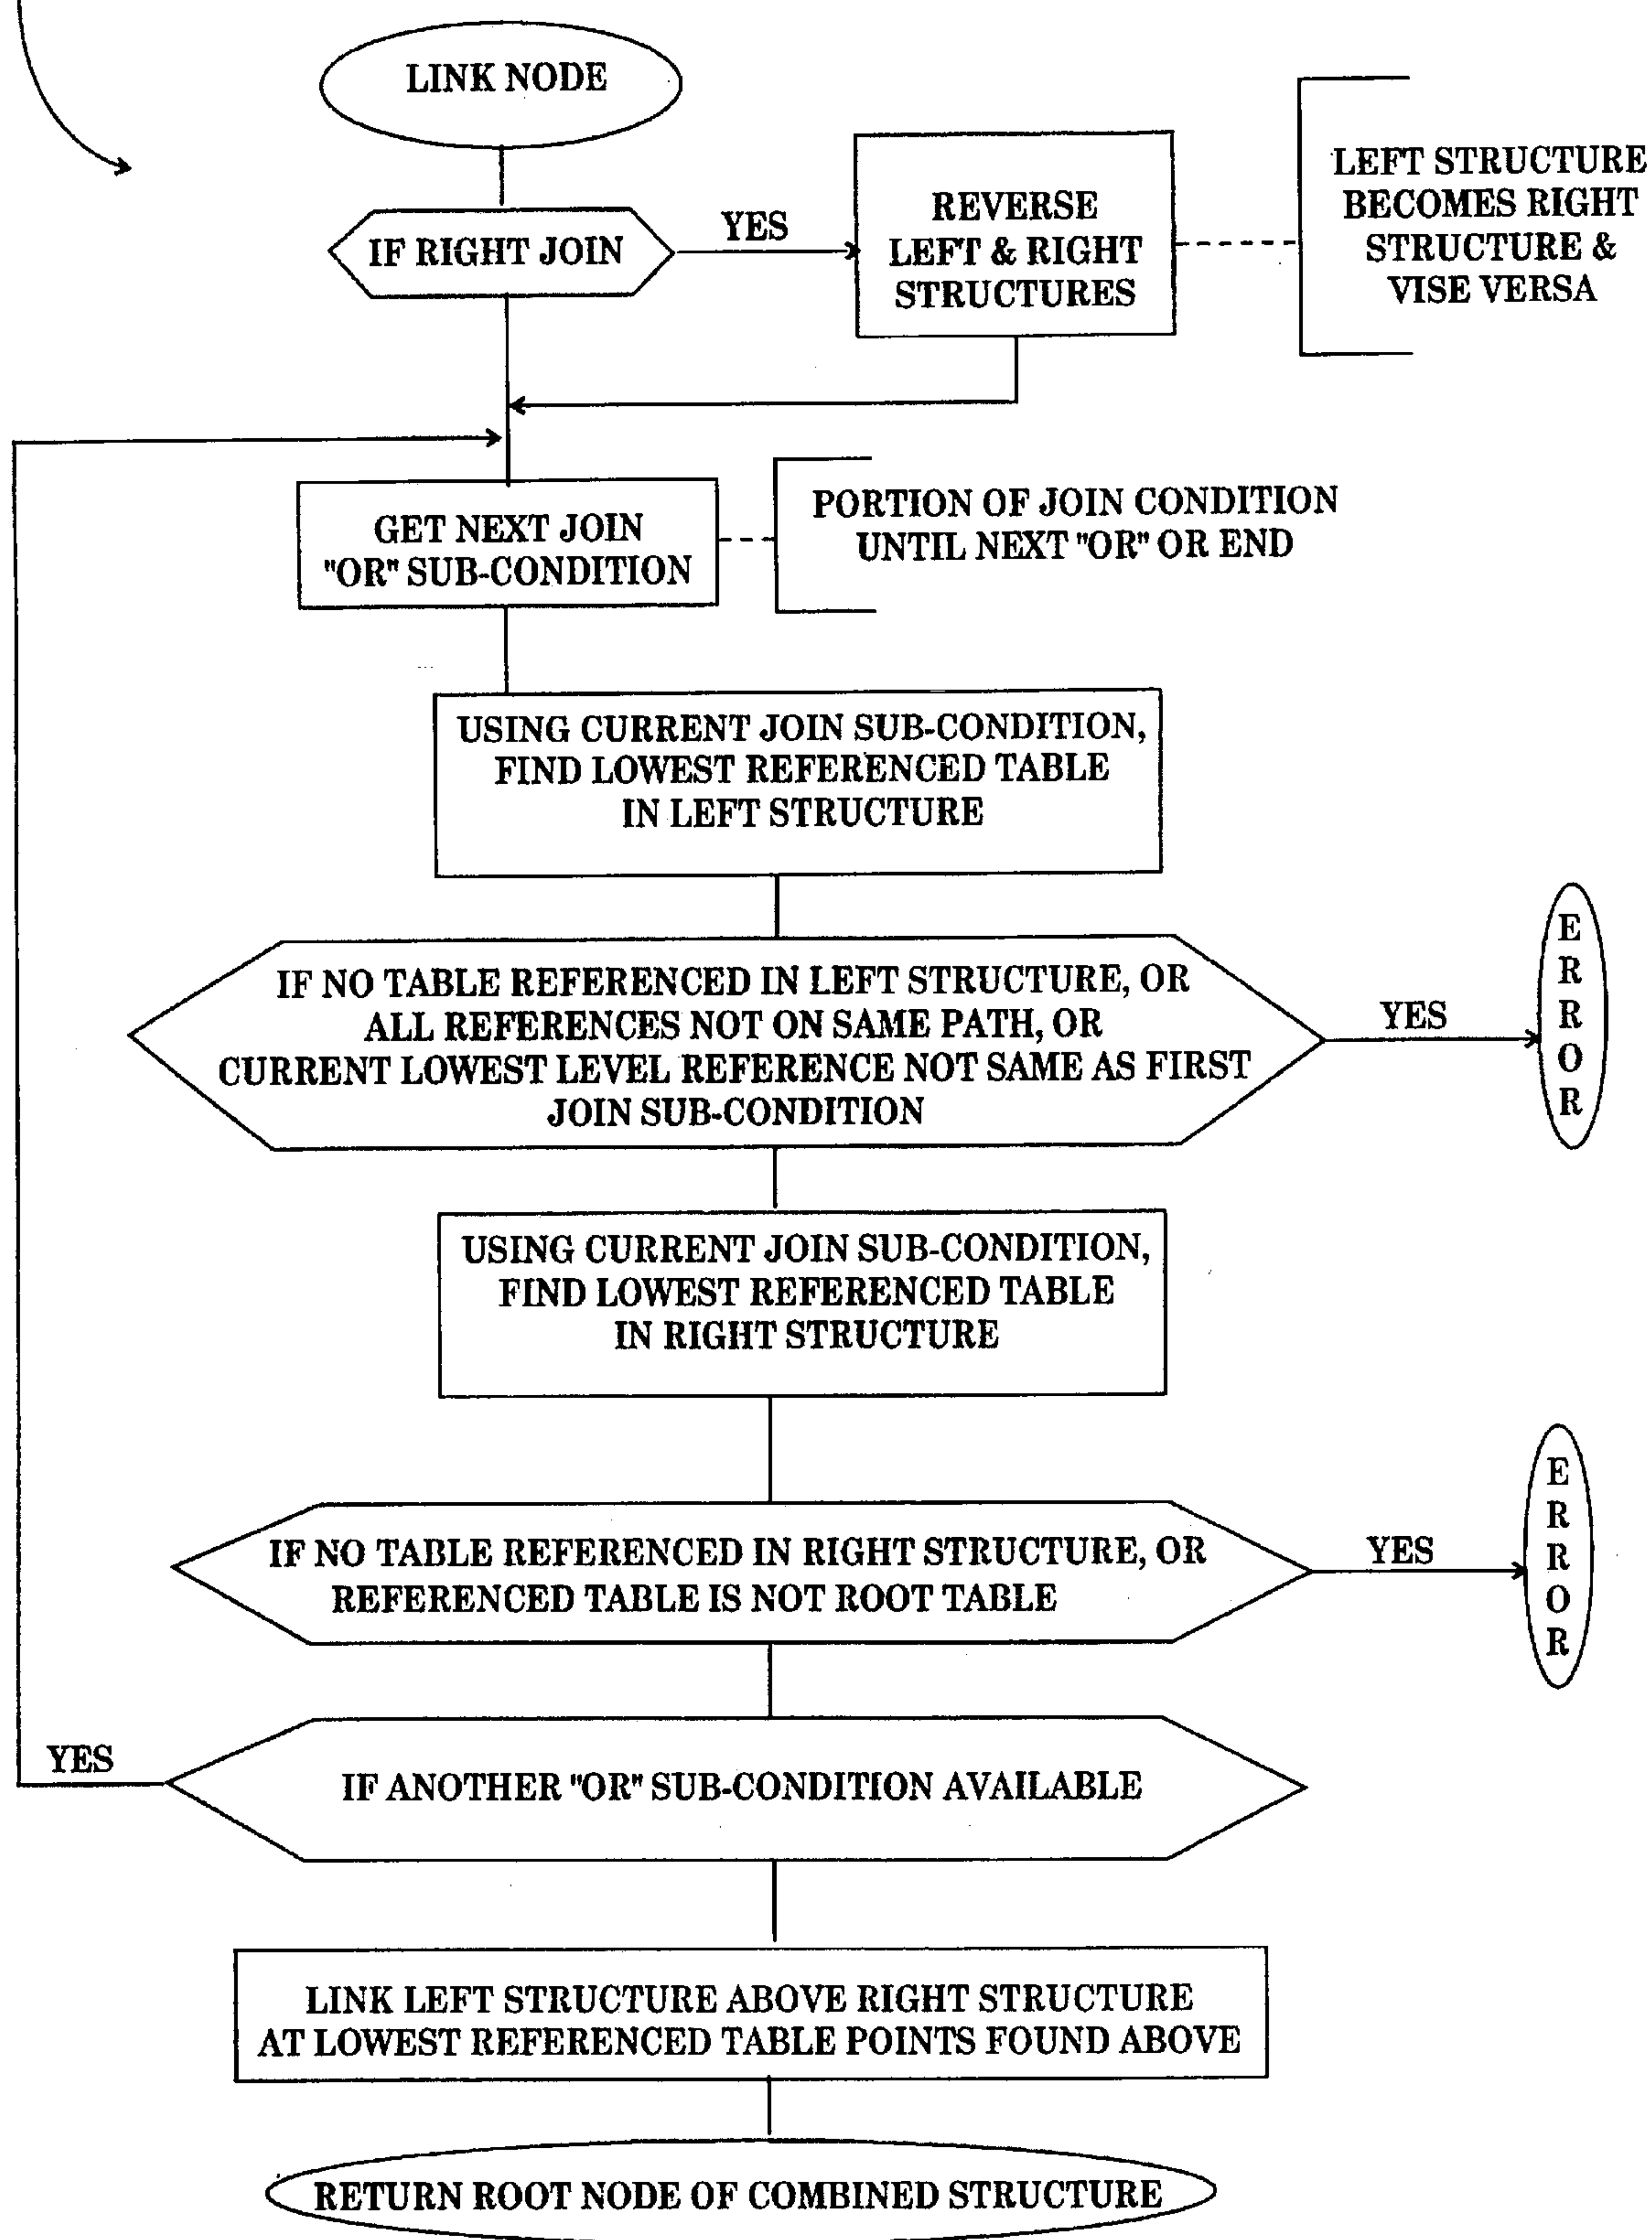 LINK NODE
IF RIGHT JOIN
YES
REVERSE
LEFT & RIGHT
STRUCTURES
LEFT STRUCTURE
BECOMES RIGHT
STRUCTURE &
VISE VERSA
GET NEXT JOIN
"OR" SUB-CONDITION
PORTION OF JOIN CONDITION
UNTIL NEXT "OR" OR END
USING CURRENT JOIN SUB-CONDITION,
FIND LOWEST REFERENCED TABLE
IN LEFT STRUCTURE
IF NO TABLE REFERENCED IN LEFT STRUCTURE, OR
ALL REFERENCES NOT ON SAME PATH, OR
CURRENT LOWEST LEVEL REFERENCE NOT SAME AS FIRST
JOIN SUB-CONDITION
YES
E
R
R
O
R
USING CURRENT JOIN SUB-CONDITION,
FIND LOWEST REFERENCED TABLE
IN RIGHT STRUCTURE
IF NO TABLE REFERENCED IN RIGHT STRUCTURE, OR
REFERENCED TABLE IS NOT ROOT TABLE
YES
E
R
R
O
R
YES
IF ANOTHER "OR" SUB-CONDITION AVAILABLE
LINK LEFT STRUCTURE ABOVE RIGHT STRUCTURE
AT LOWEST REFERENCED TABLE POINTS FOUND ABOVE
RETURN ROOT NODE OF COMBINED STRUCTURE